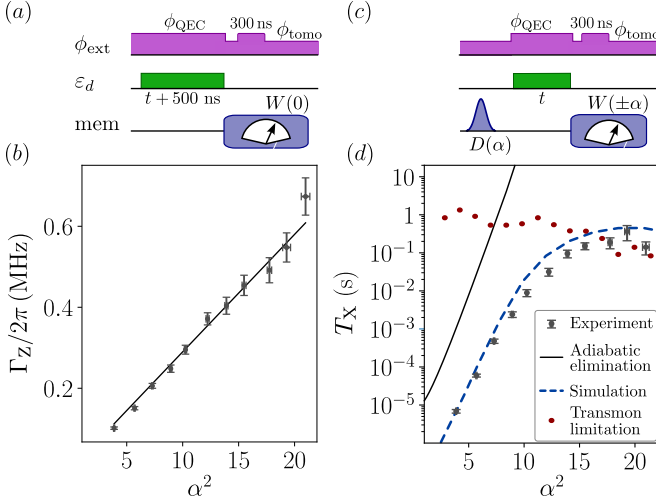 (a)
ϕ_QEC
300 ns
ϕ_tomo
ϕ_ext
ε_d
t + 500 ns
W(0)
mem
(c)
ϕ_QEC
300 ns
ϕ_tomo
t
W(±α)
D(α)
(b)
Γ_Z/2π (MHz)
0.6
0.4
0.2
5
10
15
20
α²
(d)
T_X (s)
10
1
10⁻¹
10⁻²
10⁻³
10⁻⁴
10⁻⁵
5
10
15
20
α²
Experiment
Adiabatic
elimination
Simulation
Transmon
limitation